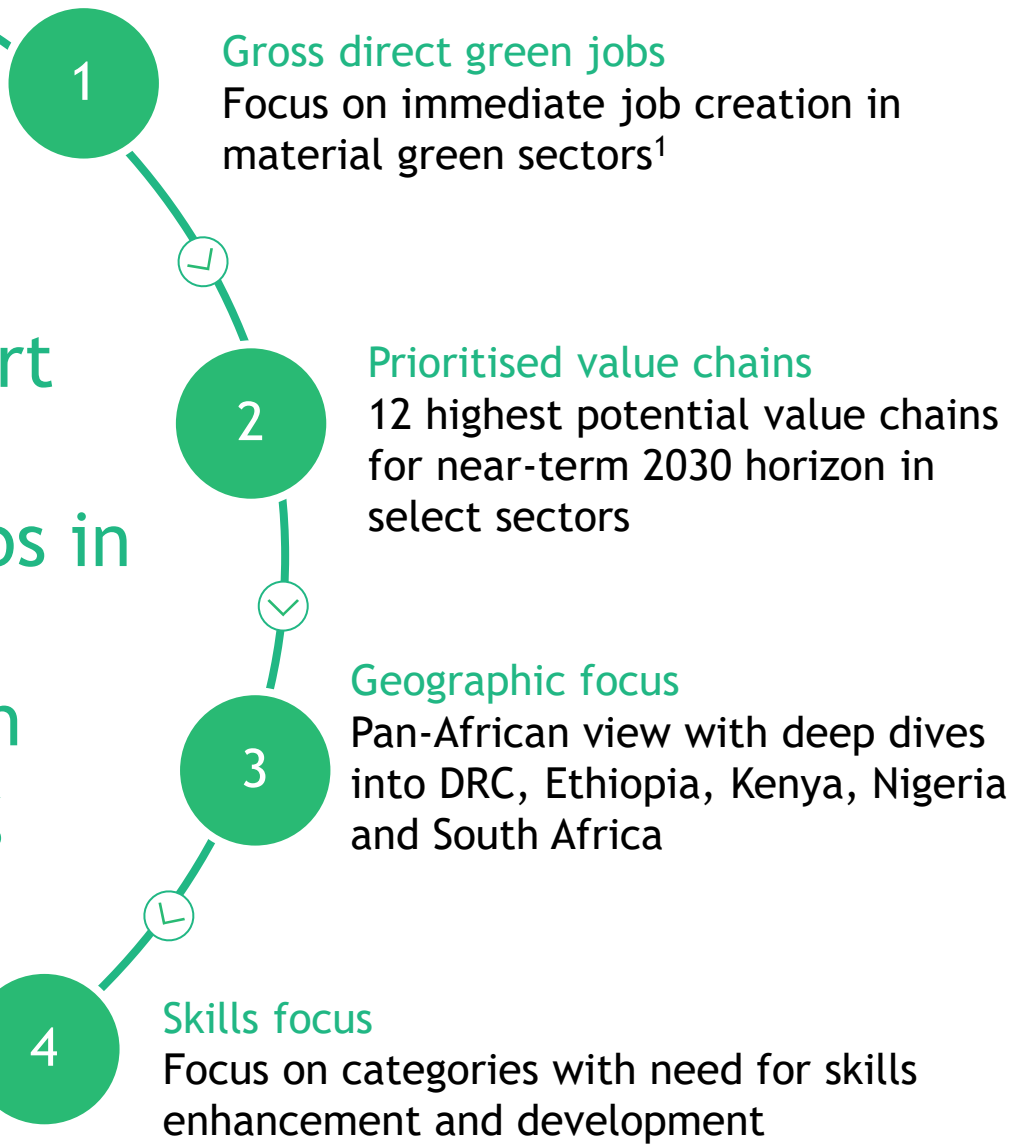 1
Gross direct green jobs
Focus on immediate job creation in
material green sectors¹
2
Prioritised value chains
12 highest potential value chains
for near-term 2030 horizon in
select sectors
3
Geographic focus
Pan-African view with deep dives
into DRC, Ethiopia, Kenya, Nigeria
and South Africa
4
Skills focus
Focus on categories with need for skills
enhancement and development